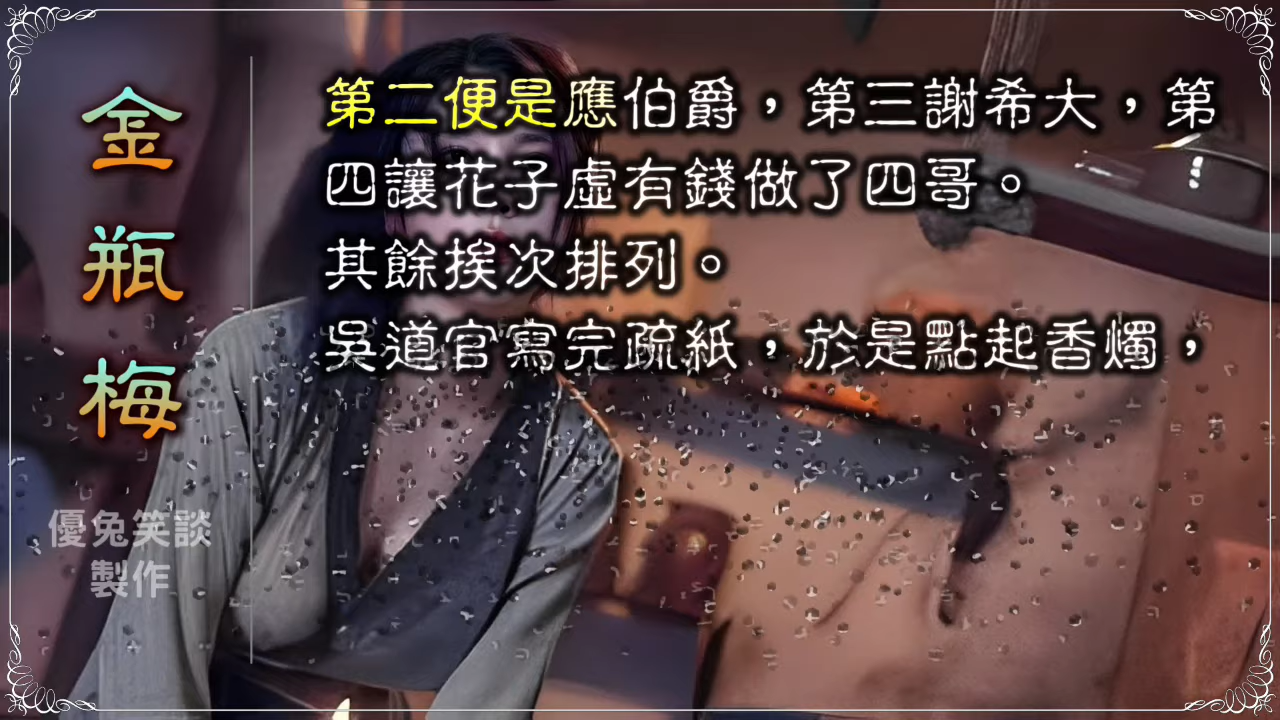 金瓶梅
優兔笑談
製作
第二便是應伯爵，第三謝希大，第
四讓花子虛有錢做了四哥。
其餘挨次排列。
吳道官寫完疏紙，於是點起香燭，